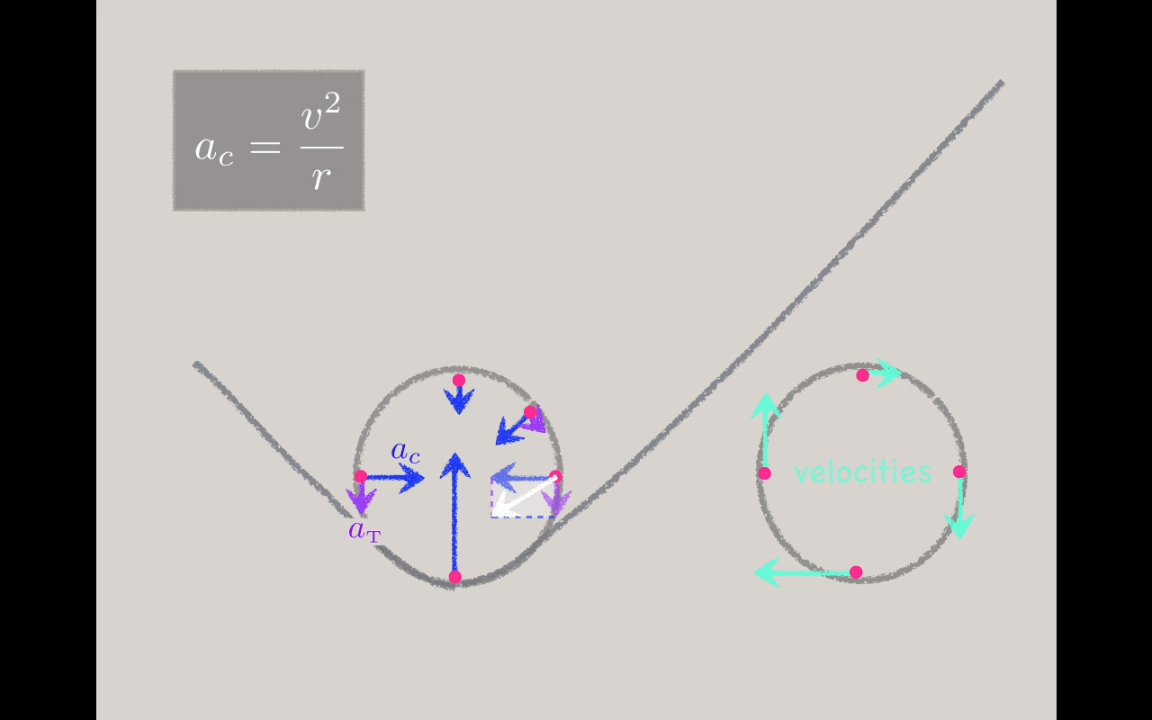 a_c = v^2/r
a_c
velocities
a_T